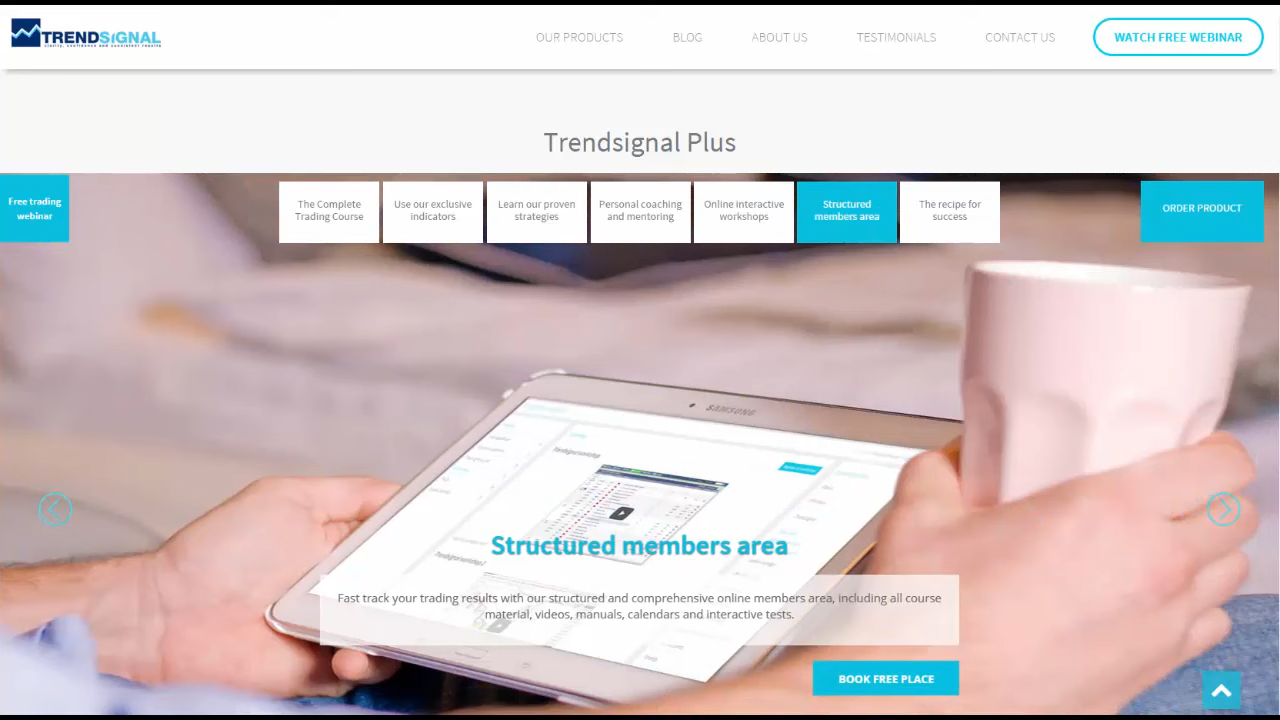 TRENDSIGNAL
clarity, confidence and consistent results
OUR PRODUCTS
BLOG
ABOUT US
TESTIMONIALS
CONTACT US
WATCH FREE WEBINAR
Trendsignal Plus
Free trading
webinar
The Complete
Trading Course
Use our exclusive
indicators
Learn our proven
strategies
Personal coaching
and mentoring
Online interactive
workshops
Structured
members area
The recipe for
success
ORDER PRODUCT
SAMSUNG
Structured members area
Fast track your trading results with our structured and comprehensive online members area, including all course
material, videos, manuals, calendars and interactive tests.
BOOK FREE PLACE